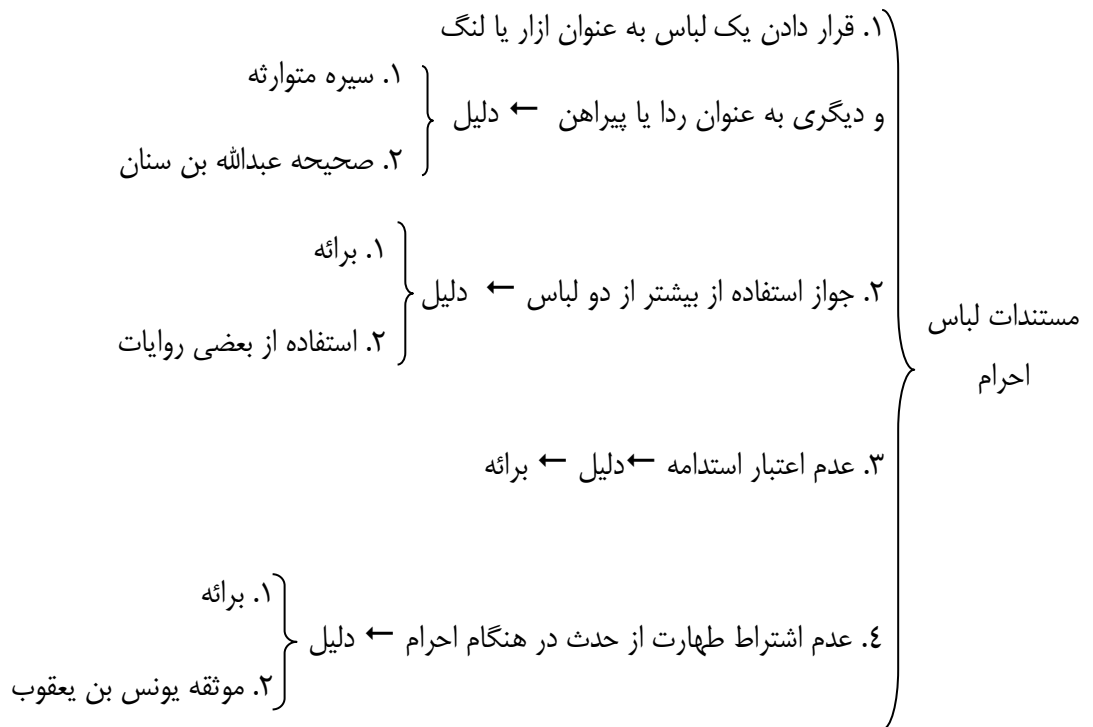 مستندات لباس
احرام
۱. قرار دادن یک لباس به عنوان ازار یا لنگ
و دیگری به عنوان ردا یا پیراهن ← دلیل
۱. سیره متوارثه
۲. صحیحه عبدالله بن سنان
۲. جواز استفاده از بیشتر از دو لباس ← دلیل
۱. برائه
۲. استفاده از بعضی روایات
۳. عدم اعتبار استدامه ←دلیل ← برائه
٤. عدم اشتراط طهارت از حدث در هنگام احرام ← دلیل
۱. برائه
۲. موثقه یونس بن یعقوب